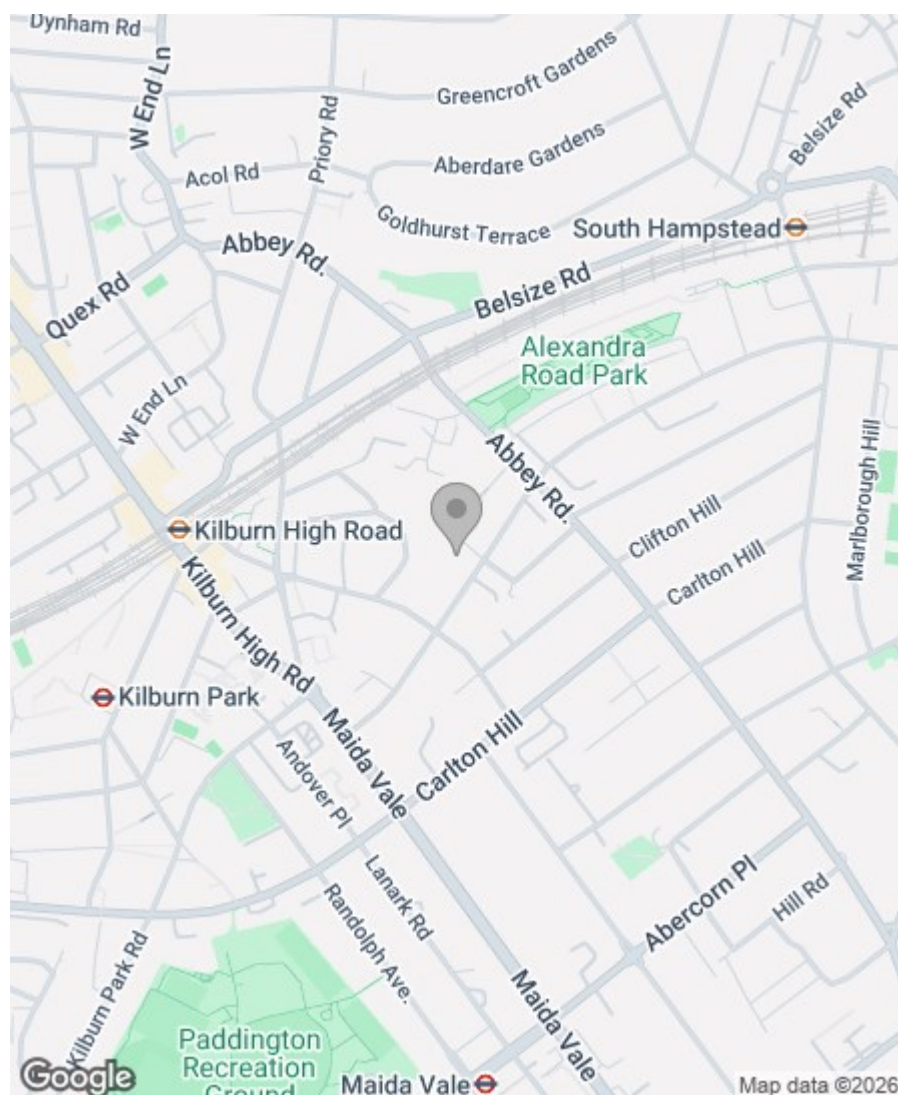 Dynham Rd
W End Ln
Greencroft Gardens
Priory Rd
Belsize Rd
Aberdare Gardens
Acol Rd
Goldhurst Terrace
South Hampstead
Abbey Rd.
Belsize Rd
Quex Rd
Alexandra
Road Park
W End Ln
Abbey Rd.
Marlborough Hill
Kilburn High Road
Clifton Hill
Carlton Hill
Kilburn High Rd
Kilburn Park
Maida Vale
Carlton Hill
Andover Pl
Lanark Rd
Randolph Ave.
Abercorn Pl
Hill Rd
Kilburn Park Rd
Maida Vale
Paddington
Recreation
Ground
Google
Maida Vale
Map data ©2026